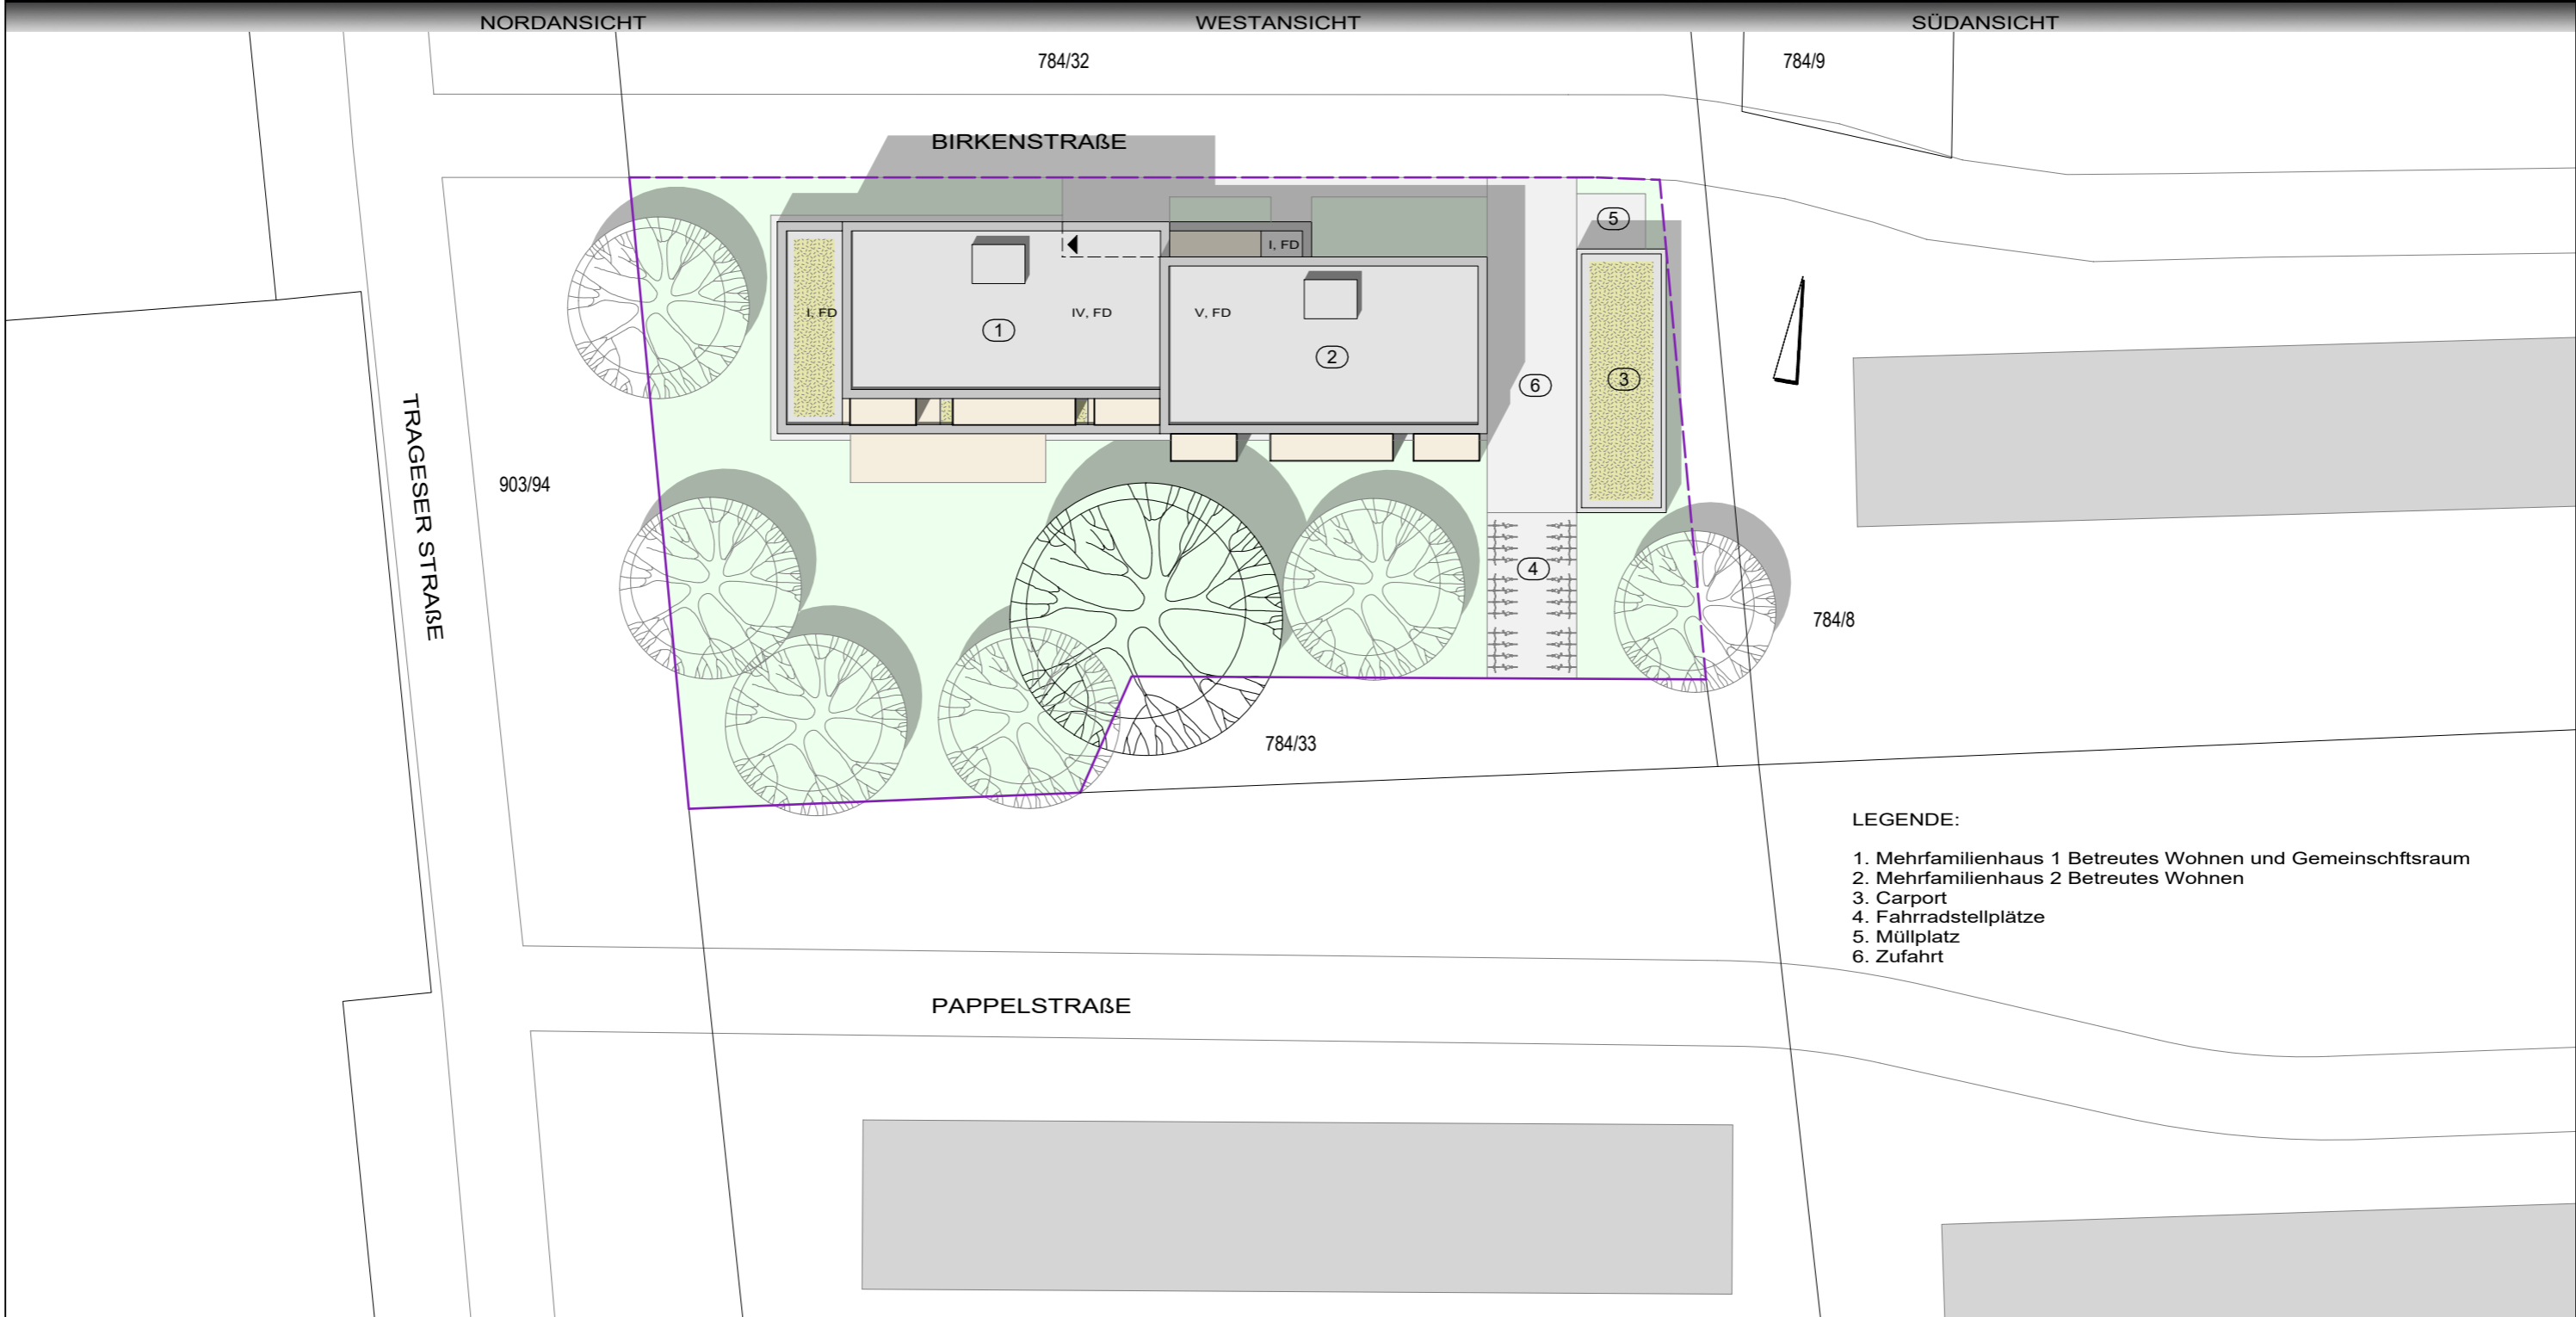 NORDANSICHT
WESTANSICHT
SÜDANSICHT
784/32
784/9
BIRKENSTRAßE
5
I, FD
I, FD
IV, FD
V, FD
1
2
3
6
TRAGESER STRAßE
903/94
4
784/8
784/33
LEGENDE:
1. Mehrfamilienhaus 1 Betreutes Wohnen und Gemeinschftsraum
2. Mehrfamilienhaus 2 Betreutes Wohnen
3. Carport
4. Fahrradstellplätze
5. Müllplatz
6. Zufahrt
PAPPELSTRAßE